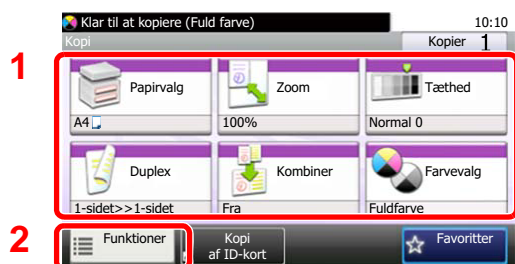 Klar til at kopiere (Fuld farve)
10:10
Kopi
Kopier 1
1
Papirvalg
Zoom
Tæthed
A4
100%
Normal 0
Duplex
Kombiner
Farvevalg
1-sidet>>1-sidet
Fra
Fuldfarve
2
Funktioner
Kopi
af ID-kort
Favoritter